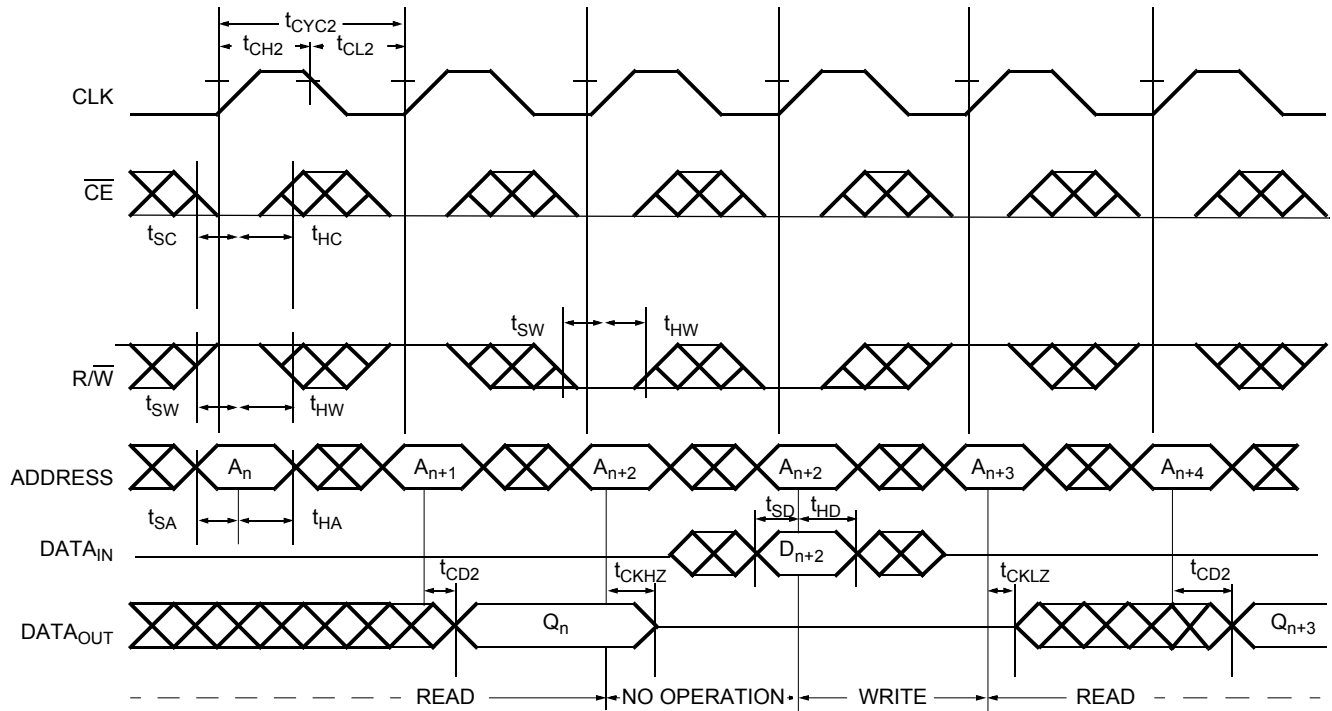 tCYC2
tCH2 tCL2
CLK
CE
tSC tHC
tSW tHW
R/W
tSW tHW
ADDRESS An An+1 An+2 An+2 An+3 An+4
tSA tHA tSD tHD
DATAIN Dn+2
tCD2 tCKHZ tCKLZ tCD2
DATAOUT Qn Qn+3
READ NO OPERATION WRITE READ